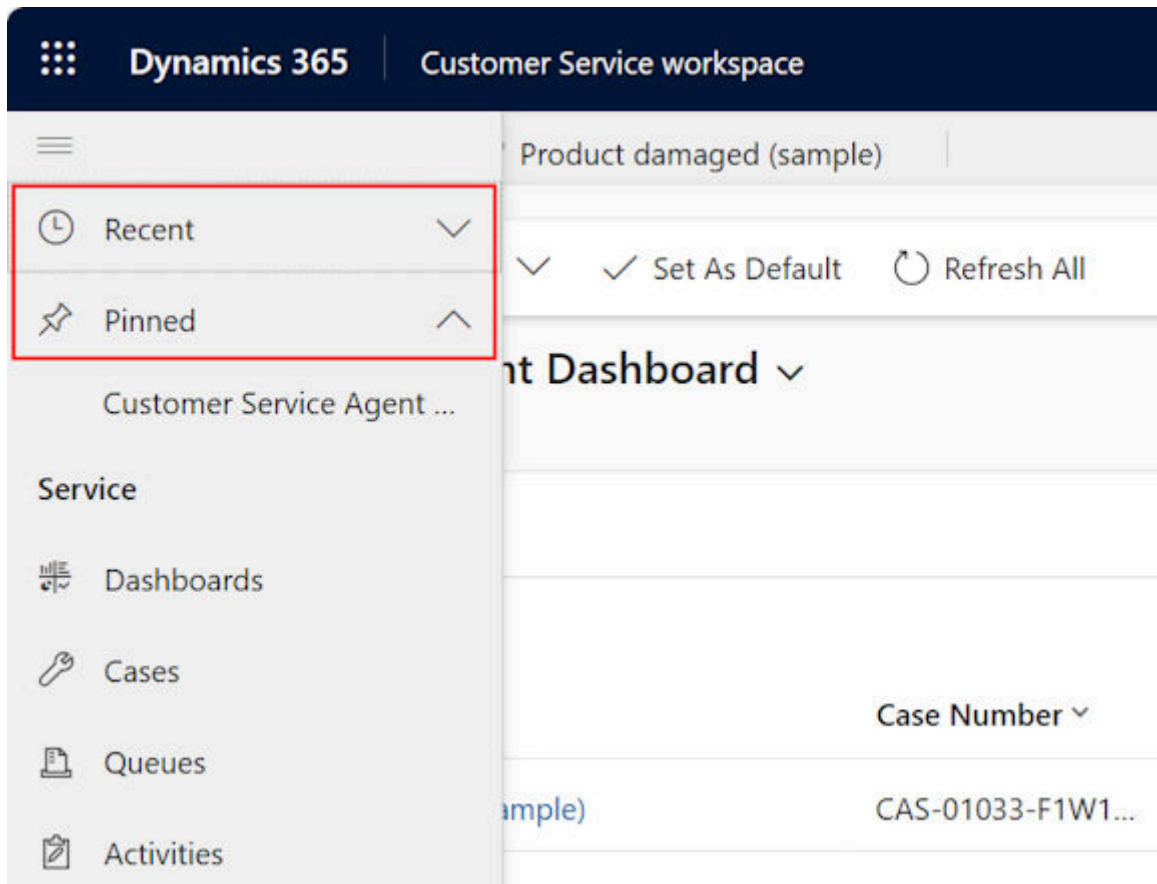 Dynamics 365 Customer Service workspace
Product damaged (sample)
Recent
Set As Default Refresh All
Pinned
nt Dashboard
Customer Service Agent ...
Service
Dashboards
Cases
Case Number
Queues
ample) CAS-01033-F1W1...
Activities